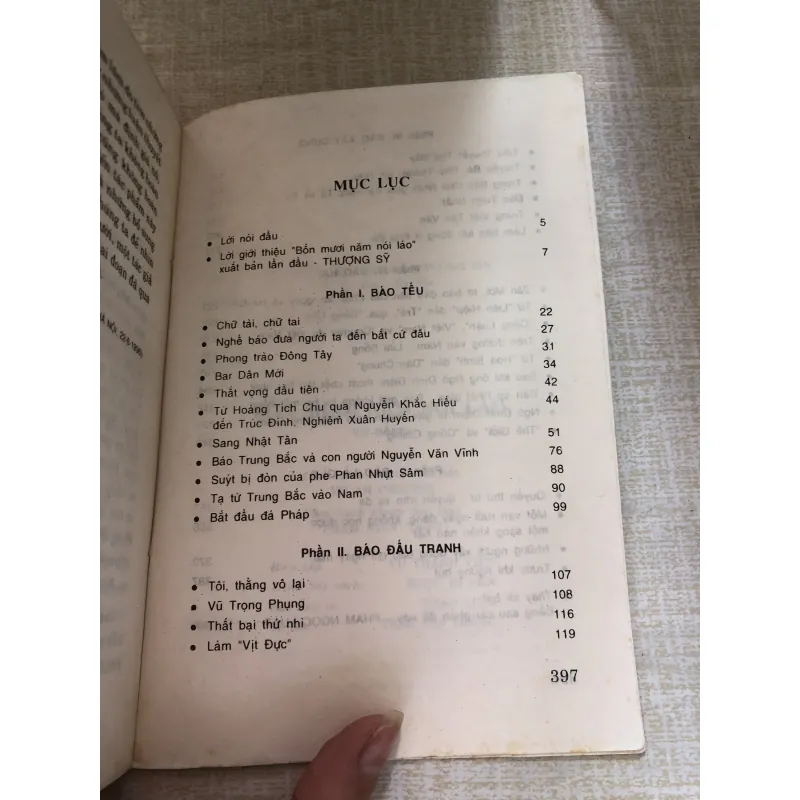 MỤC LỤC
• Lời nói đầu 5
• Lời giới thiệu "Bốn mươi năm nói láo" 7
xuất bản lần đầu - THƯỢNG SỸ
Phần I. BÁO TẾU
• Chữ tài, chữ tai 22
• Nghề báo đưa người ta đến bất cứ đâu 27
• Phong trào Đông Tây 31
• Bar Dân Mới 34
• Thất vọng đầu tiên 42
• Từ Hoàng Tích Chu qua Nguyễn Khắc Hiếu 44
đến Trúc Đình, Nghiêm Xuân Huyến
• Sang Nhật Tân 51
• Báo Trung Bắc và con người Nguyễn Văn Vĩnh 76
• Suýt bị đòn của phe Phan Nhựt Sâm 88
• Tạ từ Trung Bắc vào Nam 90
• Bắt đầu đá Pháp 99
Phần II. BÁO ĐẤU TRANH
• Tôi, thằng vô lại 107
• Vũ Trọng Phụng 108
• Thất bại thứ nhì 116
• Làm "Vịt Đực" 119
397